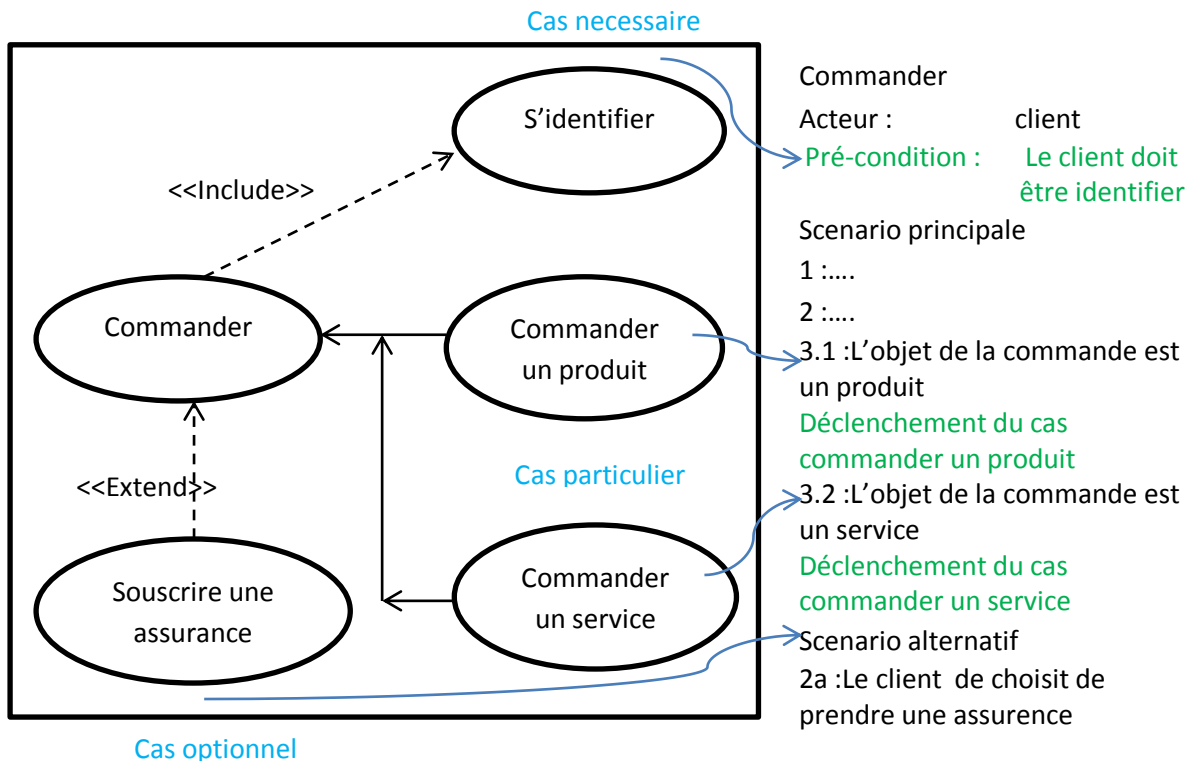 Cas necessaire
S'identifier
<<Include>>
Commander
Commander
un produit
<<Extend>>
Cas particulier
Souscrire une
assurance
Commander
un service
Cas optionnel
Commander
Acteur : client
Pré-condition : Le client doit
être identifier
Scenario principale
1 :....
2 :....
3.1 :L'objet de la commande est
un produit
Déclenchement du cas
commander un produit
3.2 :L'objet de la commande est
un service
Déclenchement du cas
commander un service
Scenario alternatif
2a :Le client de choisit de
prendre une assurence